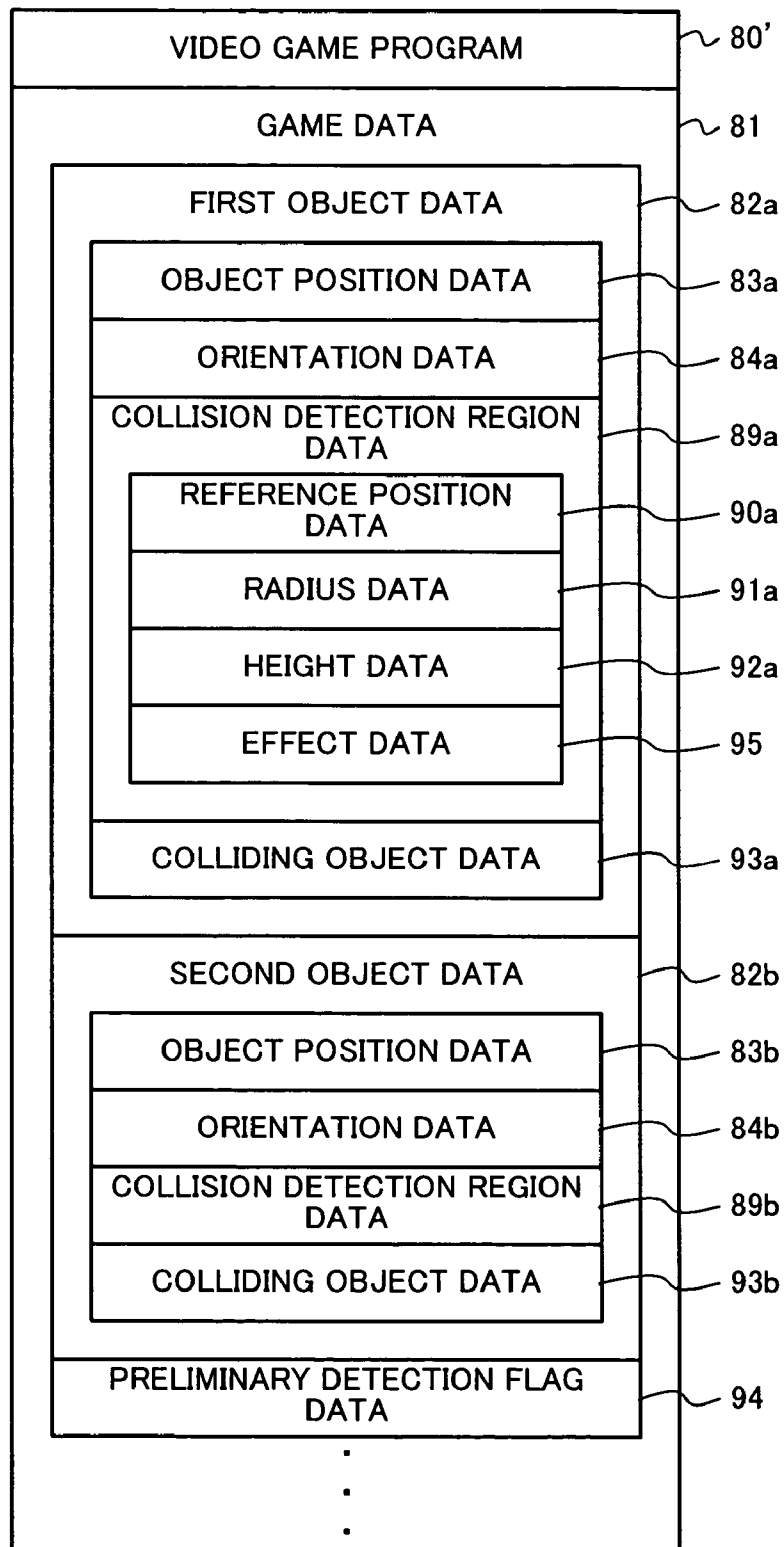 VIDEO GAME PROGRAM 80'
GAME DATA 81
FIRST OBJECT DATA 82a
OBJECT POSITION DATA 83a
ORIENTATION DATA 84a
COLLISION DETECTION REGION
DATA 89a
REFERENCE POSITION
DATA 90a
RADIUS DATA 91a
HEIGHT DATA 92a
EFFECT DATA 95
COLLIDING OBJECT DATA 93a
SECOND OBJECT DATA 82b
OBJECT POSITION DATA 83b
ORIENTATION DATA 84b
COLLISION DETECTION REGION
DATA 89b
COLLIDING OBJECT DATA 93b
PRELIMINARY DETECTION FLAG
DATA 94